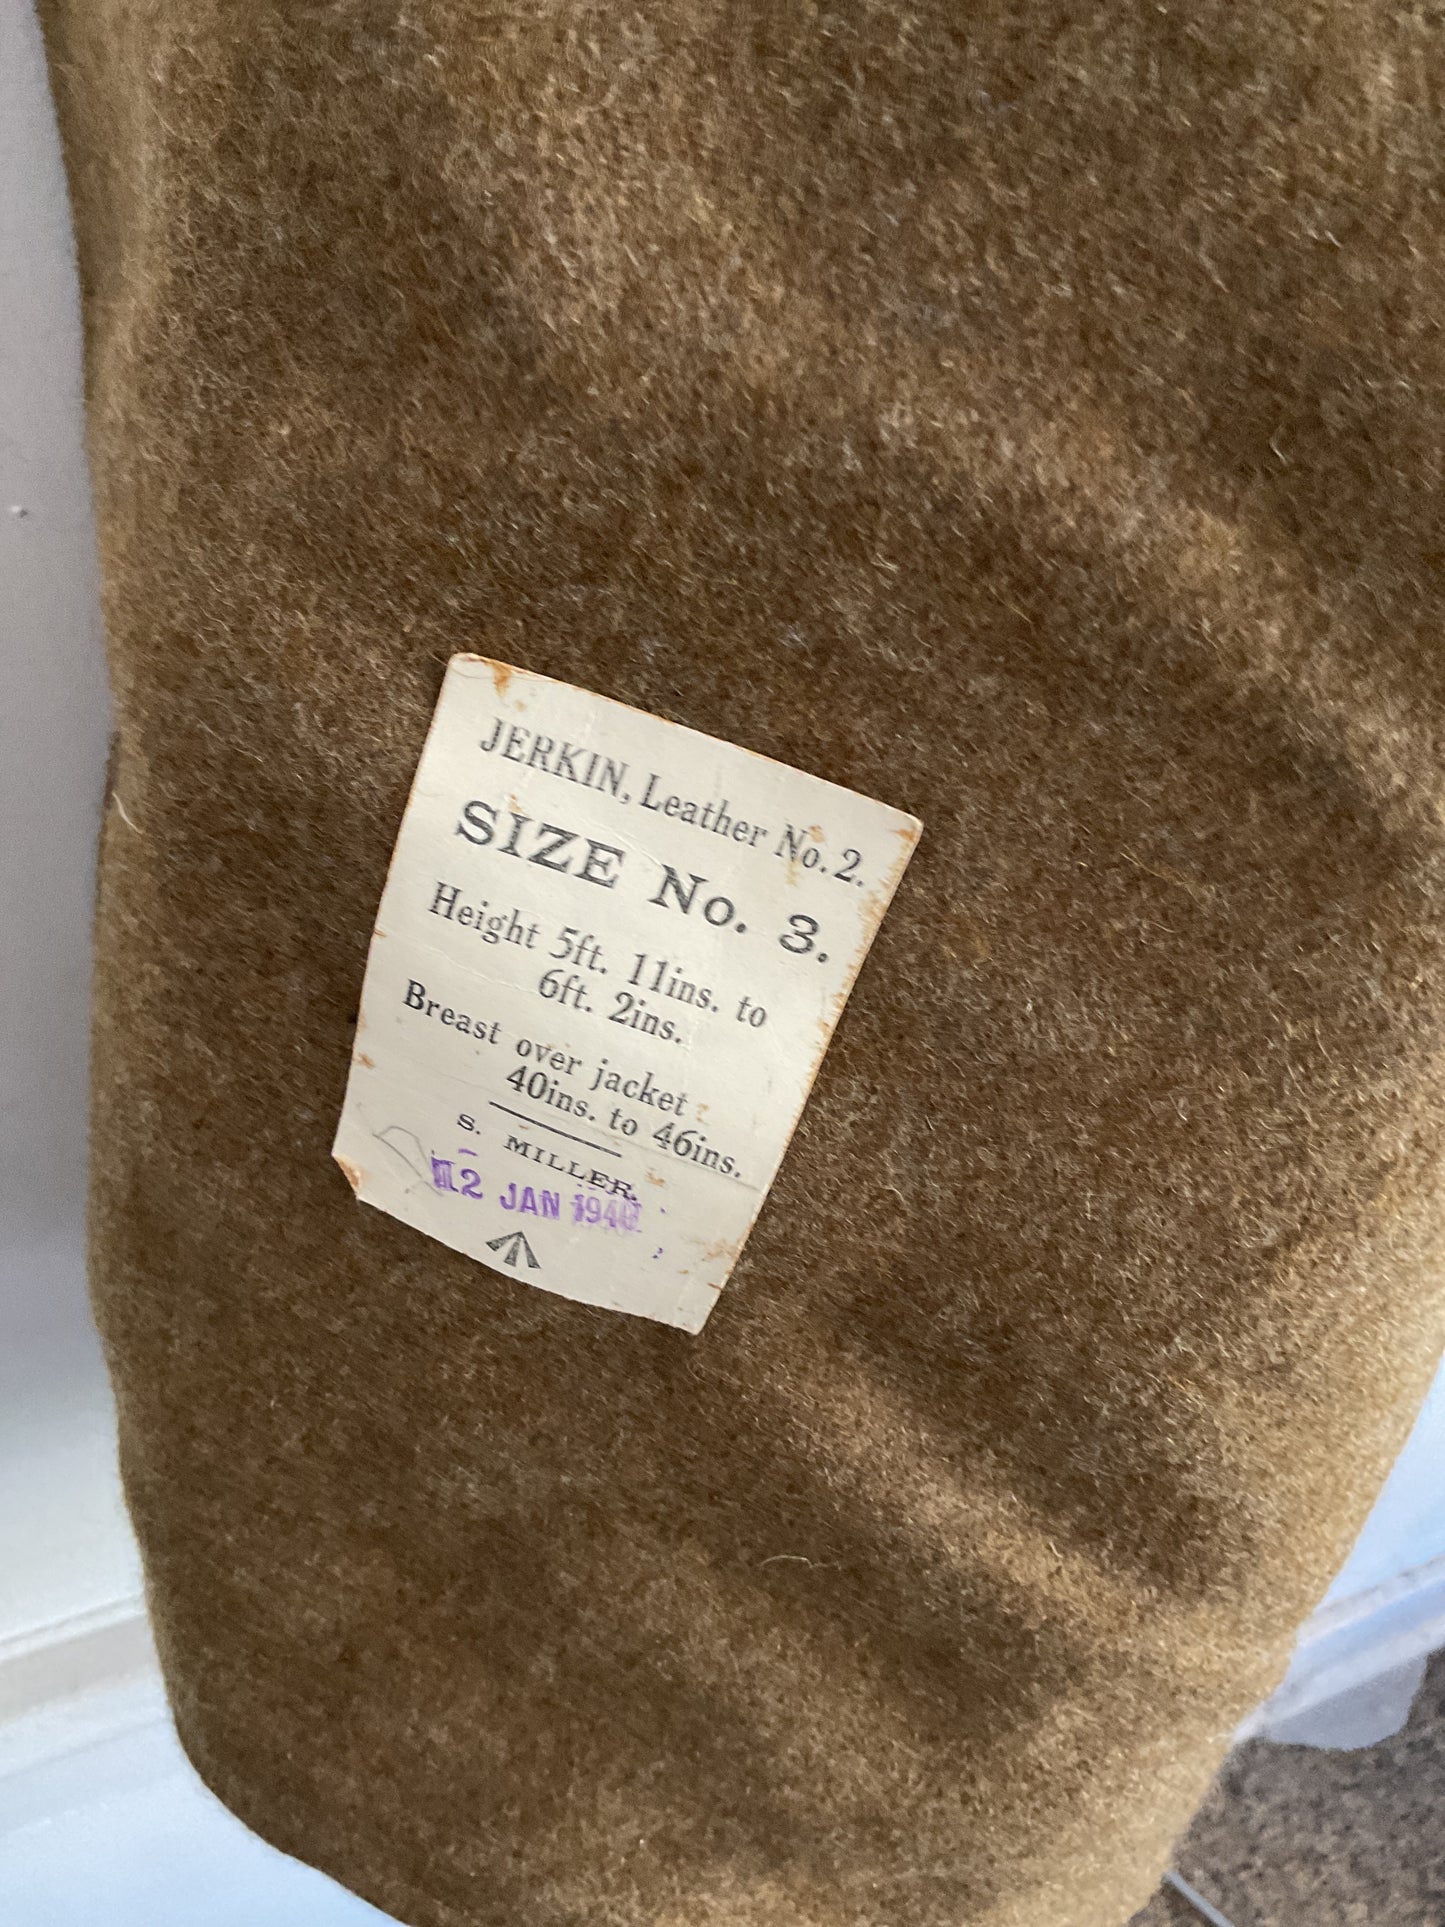 JERKIN, Leather No. 2.
SIZE No. 3.
Height 5ft. 11ins. to
6ft. 2ins.
Breast over jacket
40ins. to 46ins.
S. MILLER.
12 JAN